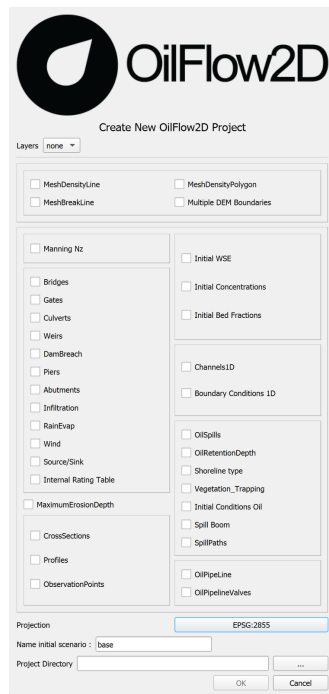 OilFlow2D
Create New OilFlow2D Project
Layers none
MeshDensityLine
MeshDensityPolygon
MeshBreakLine
Multiple DEM Boundaries
Manning Nz
Bridges
Gates
Culverts
Weirs
DamBreach
Piers
Abutments
Infiltration
RainEvap
Wind
Source/Sink
Internal Rating Table
MaximumErosionDepth
CrossSections
Profiles
ObservationPoints
Initial WSE
Initial Concentrations
Initial Bed Fractions
Channels1D
Boundary Conditions 1D
OilSpills
OilRetentionDepth
Shoreline type
Vegetation_Trapping
Initial Conditions Oil
Spill Boom
SpillPaths
OilPipeLine
OilPipelineValves
Projection EPSG:2855
Name initial scenario : base
Project Directory ...
OK Cancel